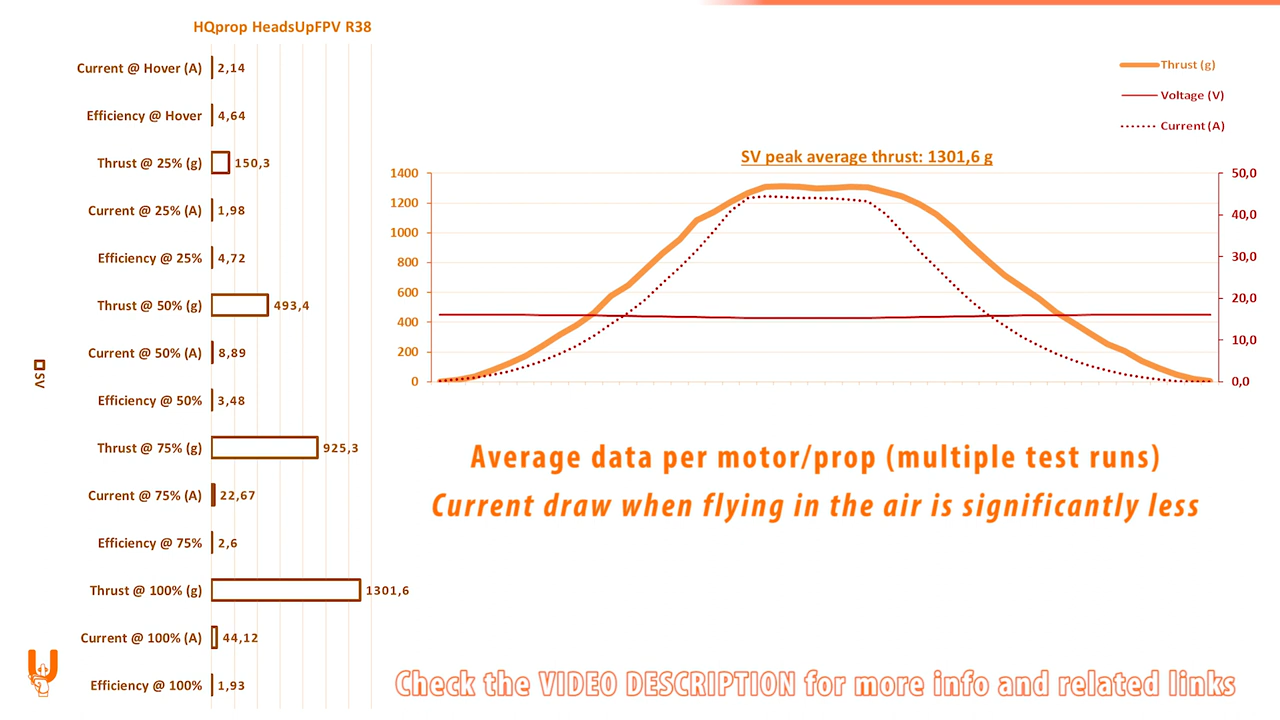 HQprop HeadsUpFPV R38
Current @ Hover (A) 2,14
Efficiency @ Hover 4,64
Thrust @ 25% (g) 150,3
Current @ 25% (A) 1,98
Efficiency @ 25% 4,72
Thrust @ 50% (g) 493,4
Current @ 50% (A) 8,89
Efficiency @ 50% 3,48
Thrust @ 75% (g) 925,3
Current @ 75% (A) 22,67
Efficiency @ 75% 2,6
Thrust @ 100% (g) 1301,6
Current @ 100% (A) 44,12
Efficiency @ 100% 1,93
SV
Thrust (g)
Voltage (V)
Current (A)
SV peak average thrust: 1301,6 g
1400
1200
1000
800
600
400
200
0
50,0
40,0
30,0
20,0
10,0
0,0
Average data per motor/prop (multiple test runs)
Current draw when flying in the air is significantly less
Check the VIDEO DESCRIPTION for more info and related links